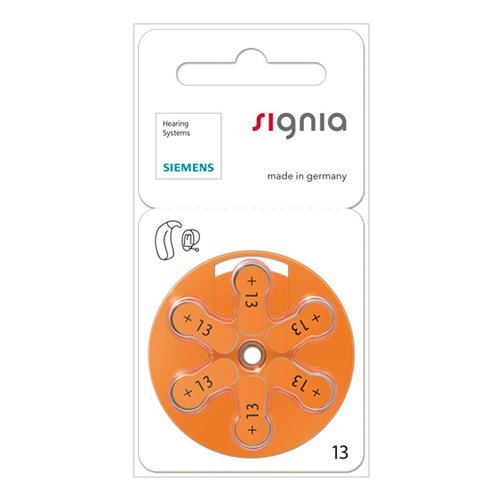 Hearing
Systems
SIEMENS
signia
made in germany
+ 13
+ 13
+ 13
+ 13
+ 13
+ 13
13